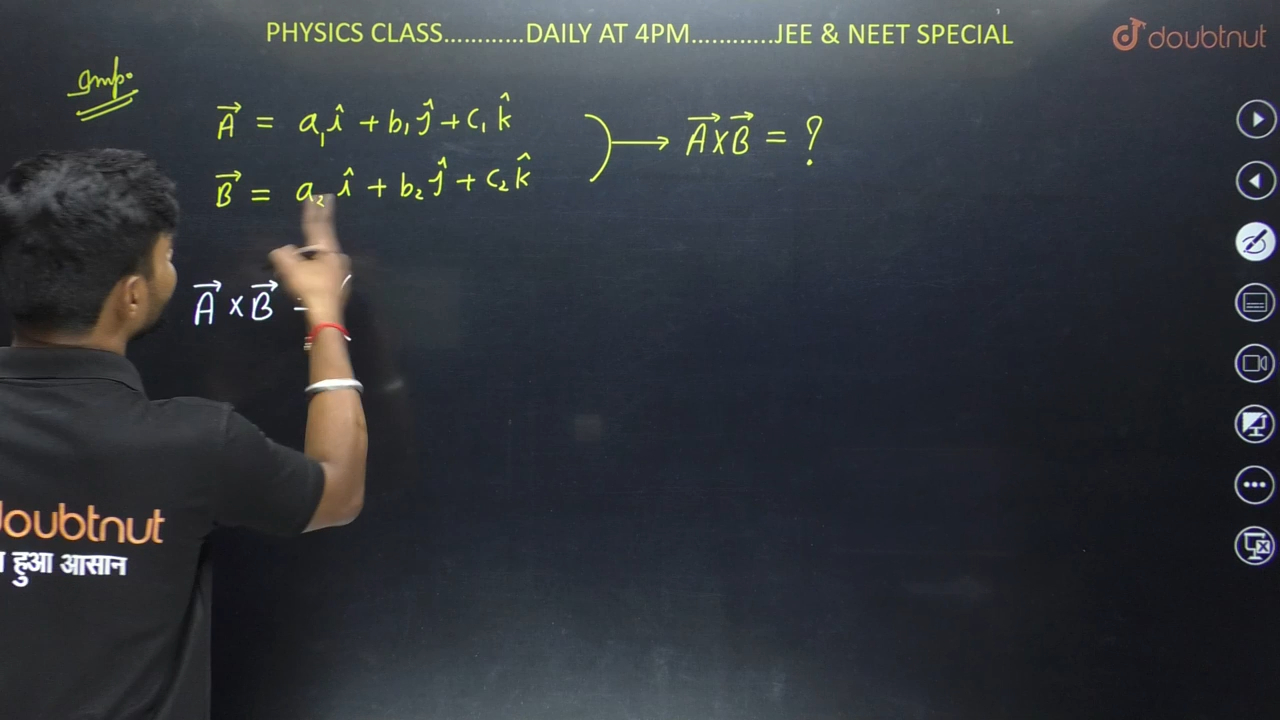 PHYSICS CLASS............DAILY AT 4PM............JEE & NEET SPECIAL
doubtnut
Imp.
A⃗ = a₁î + b₁ĵ + c₁k̂
B⃗ = a₂î + b₂ĵ + c₂k̂
→ A⃗×B⃗ = ?
A⃗ × B⃗ =
doubtnut
हुआ आसान